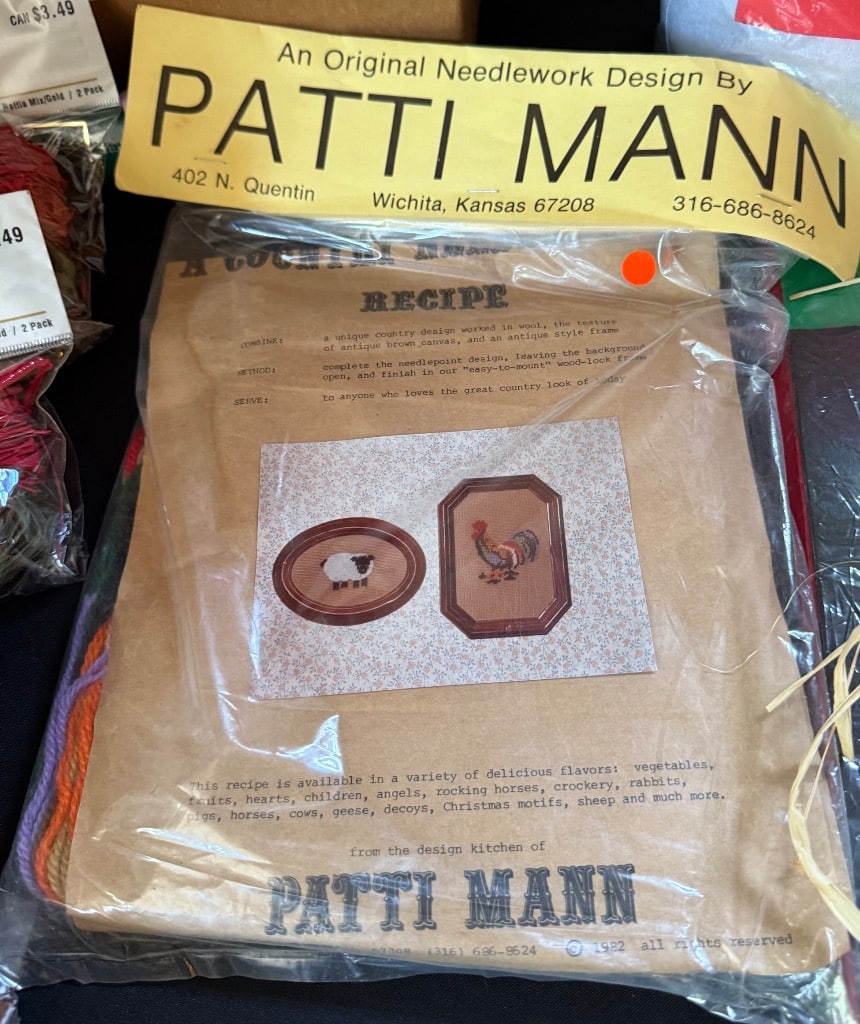 CAN $3.49
Raffia Mix/Gold / 2 Pack
.49
d / 2 Pack
An Original Needlework Design By
PATTI MANN
402 N. Quentin Wichita, Kansas 67208 316-686-8624
A COUNTRY
RECIPE
COMBINE: a unique country design worked in wool, the texture
of antique brown canvas, and an antique style frame
METHOD: complete the needlepoint design, leaving the background
open, and finish in our "easy-to-mount" wood-look frame
SERVE: to anyone who loves the great country look of today
This recipe is available in a variety of delicious flavors: vegetables,
fruits, hearts, children, angels, rocking horses, crockery, rabbits,
pigs, horses, cows, geese, decoys, Christmas motifs, sheep and much more.
from the design kitchen of
PATTI MANN
67208 (316) 686-8624 © 1982 all rights reserved